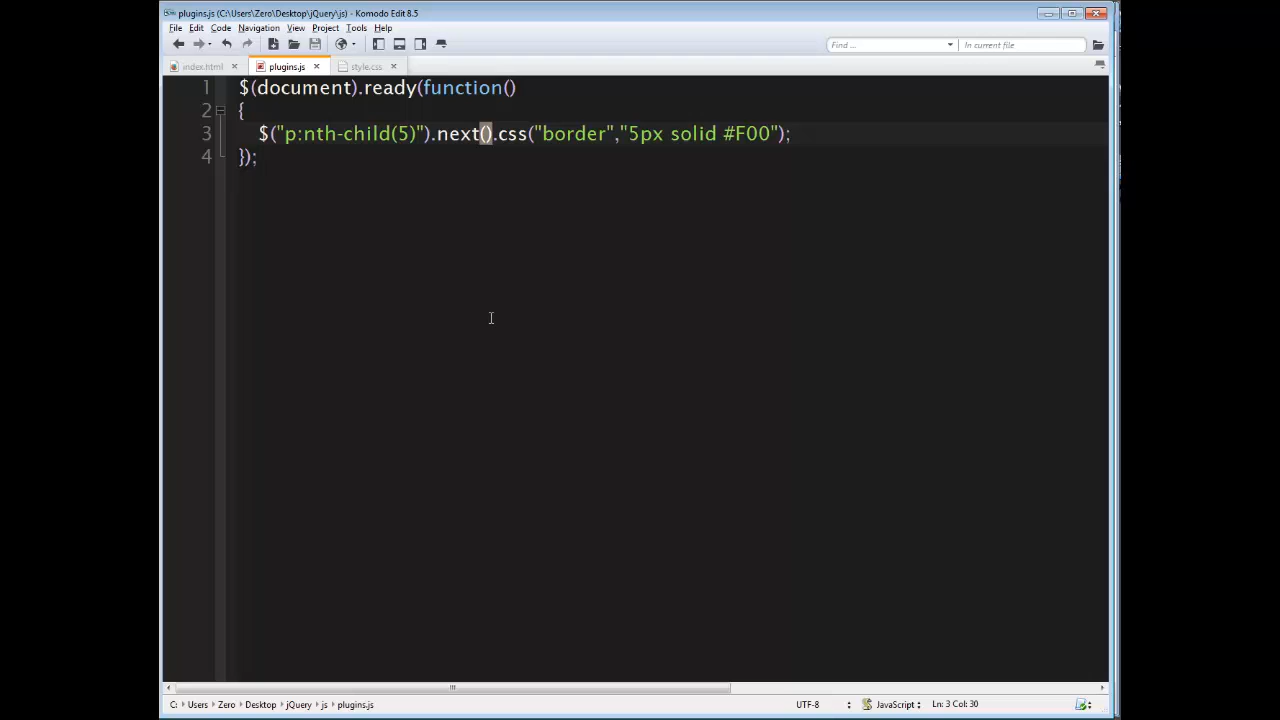 plugins.js (C:\Users\Zero\Desktop\jQuery\js) - Komodo Edit 8.5
File Edit Code Navigation View Project Tools Help
Find ... In current file
index.html plugins.js style.css
1 $(document).ready(function()
2 {
3 $("p:nth-child(5)").next().css("border","5px solid #F00");
4 });
C: Users Zero Desktop jQuery js plugins.js UTF-8 JavaScript Ln: 3 Col: 30